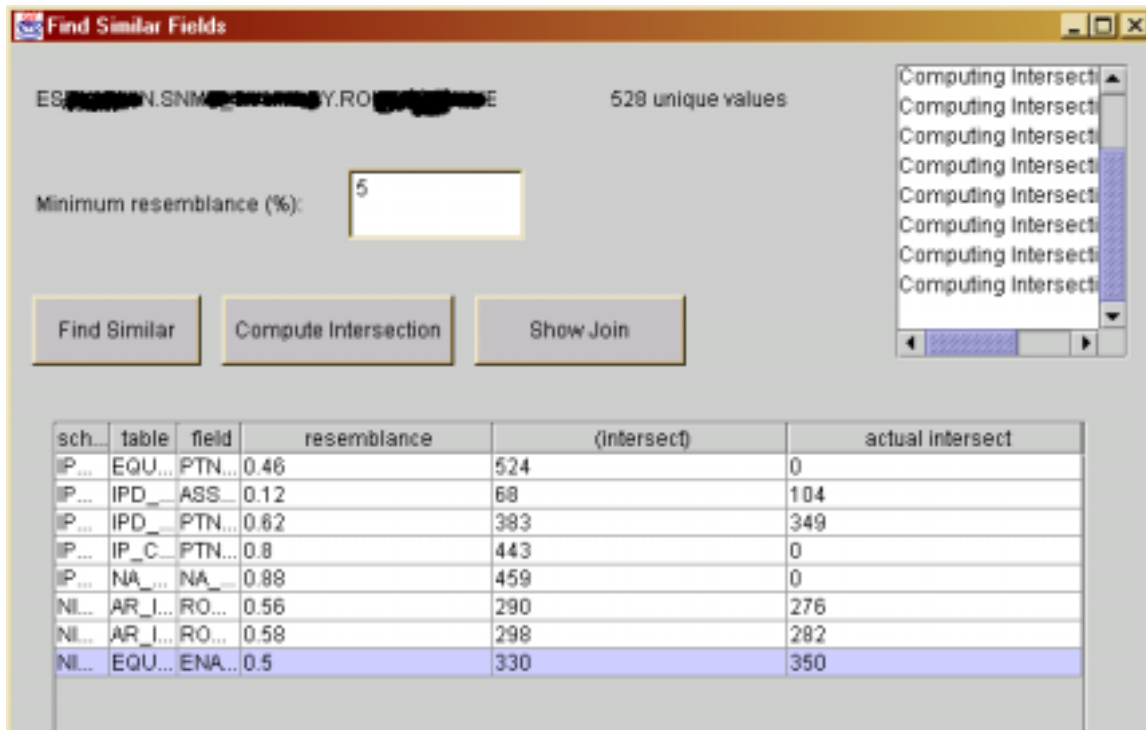 Find Similar Fields
528 unique values
Minimum resemblance (%): 5
Computing Intersecti
Computing Intersecti
Computing Intersecti
Computing Intersecti
Computing Intersecti
Computing Intersecti
Computing Intersecti
Computing Intersecti
Find Similar Compute Intersection Show Join
sch... table field resemblance (intersect) actual intersect
IP... EQU... PTN... 0.46 524 0
IP... IPD_... ASS... 0.12 68 104
IP... IPD_... PTN... 0.62 383 349
IP... IP_C... PTN... 0.8 443 0
IP... NA_... NA_... 0.88 459 0
NI... AR_I... RO... 0.56 290 276
NI... AR_I... RO... 0.58 298 282
NI... EQU... ENA... 0.5 330 350